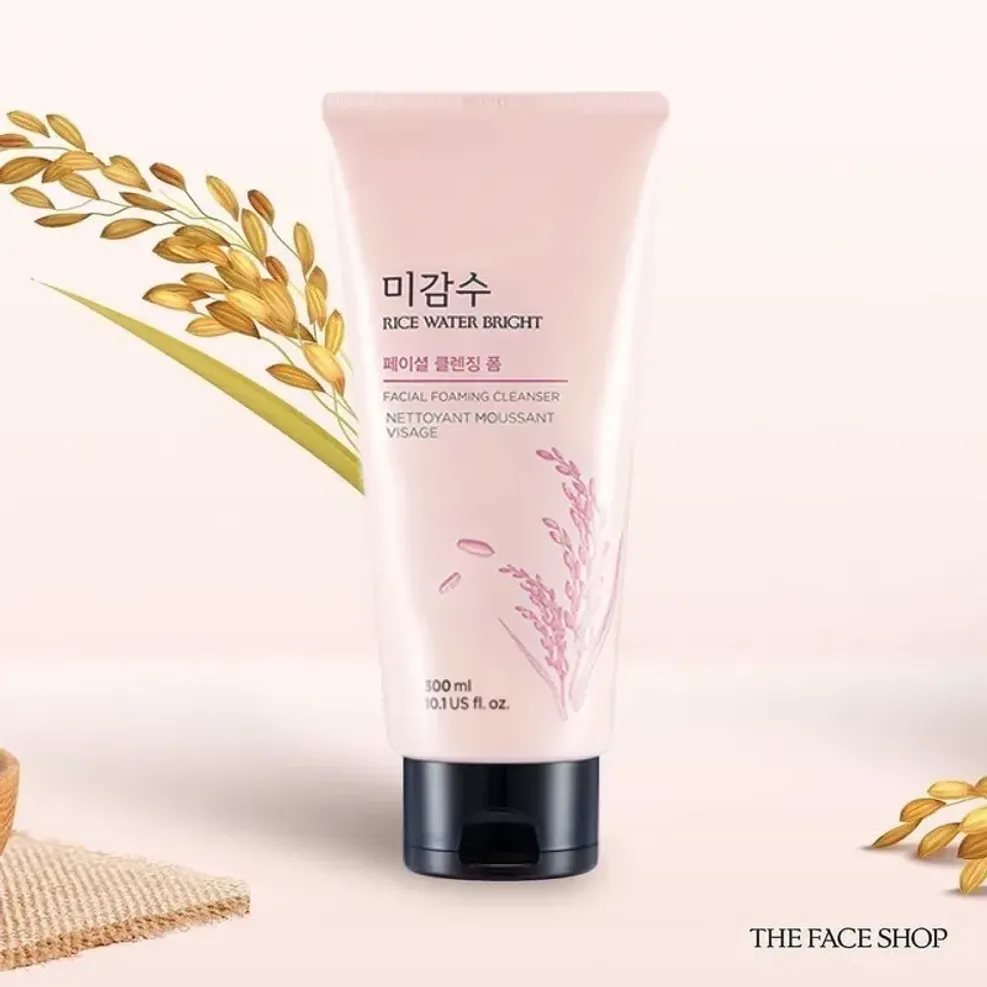 미감수
RICE WATER BRIGHT
페이셜 클렌징 폼
FACIAL FOAMING CLEANSER
NETTOYANT MOUSSANT
VISAGE
300 ml
10.1 US fl. oz.
THE FACE SHOP